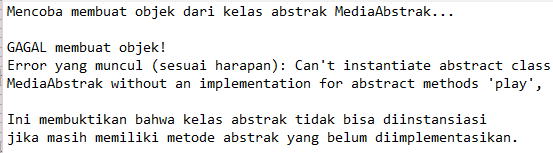 Mencoba membuat objek dari kelas abstrak MediaAbstrak...
GAGAL membuat objek!
Error yang muncul (sesuai harapan): Can't instantiate abstract class
MediaAbstrak without an implementation for abstract methods 'play',
Ini membuktikan bahwa kelas abstrak tidak bisa diinstansiasi
jika masih memiliki metode abstrak yang belum diimplementasikan.